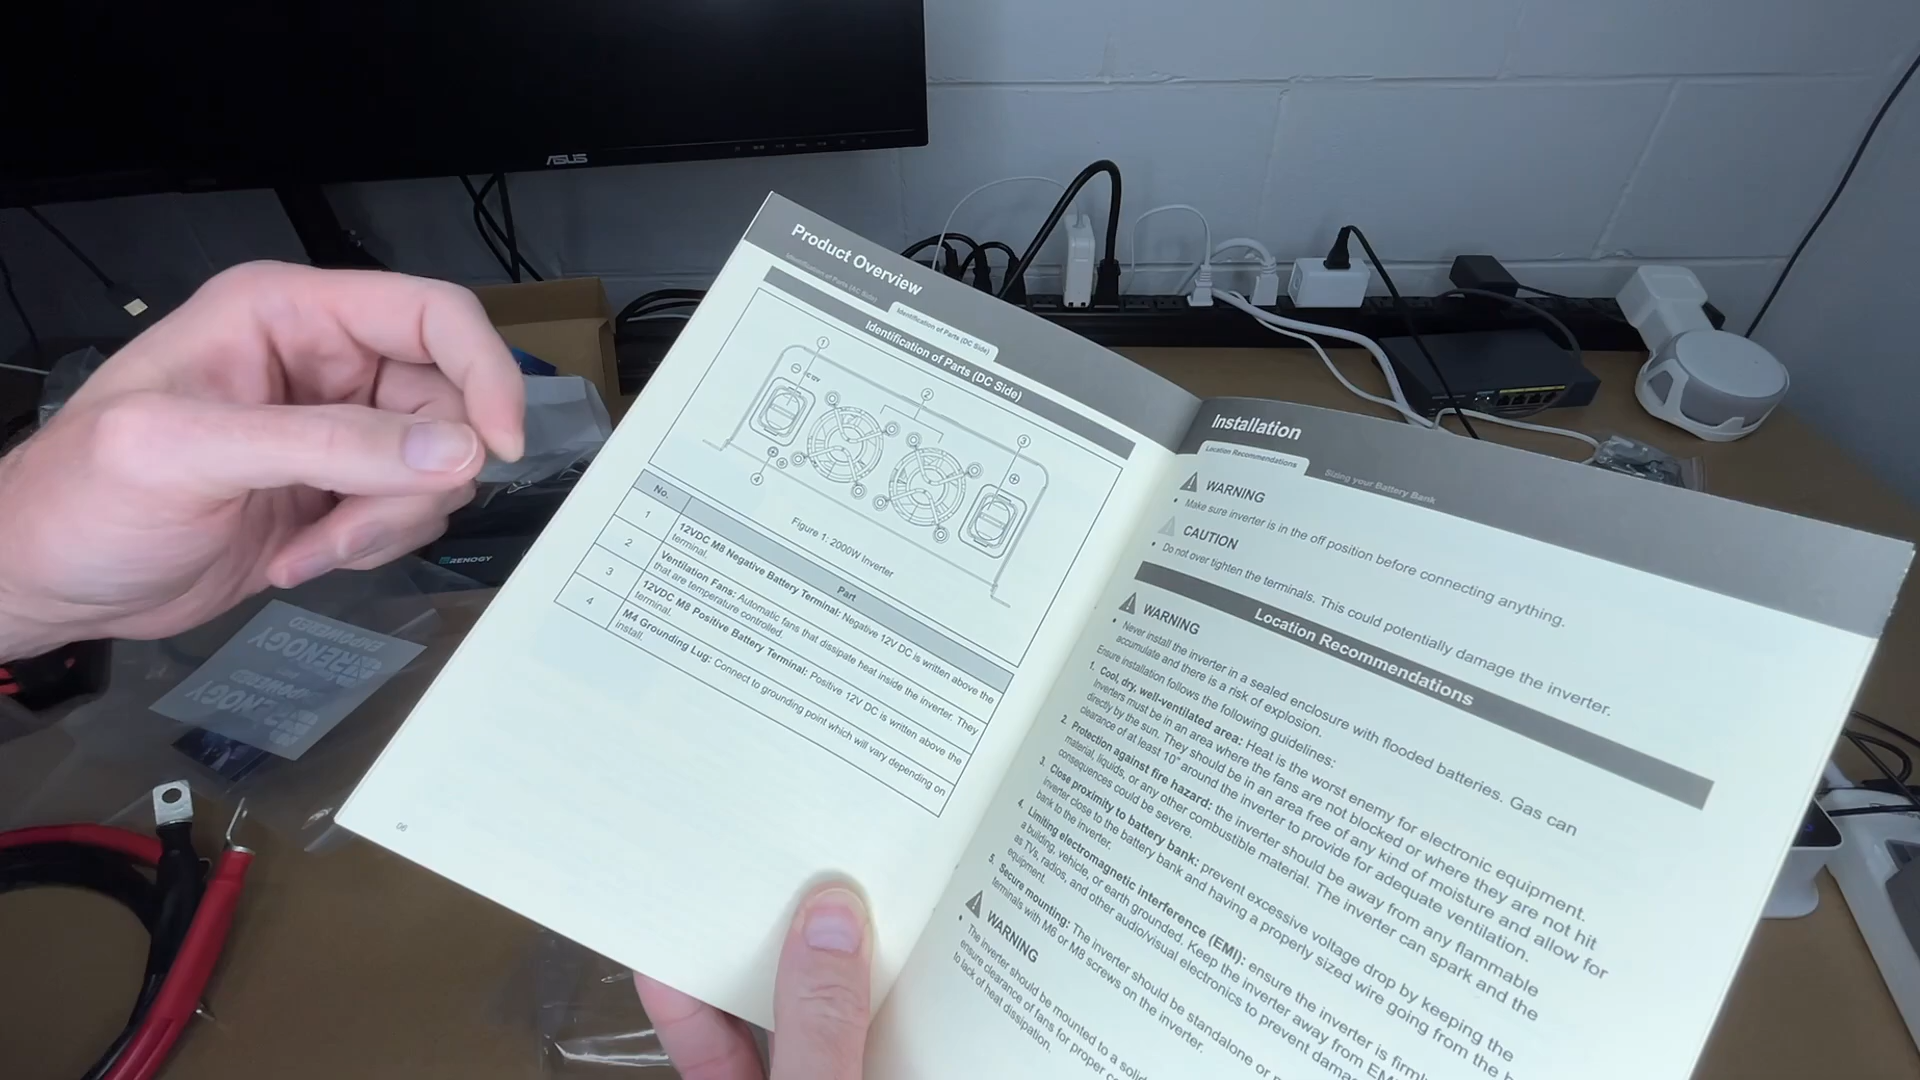 ASUS
Product Overview
Identification of Parts (AC Side)
Identification of Parts (DC Side)
Identification of Parts (DC Side)
1
2
3
4
Figure 1: 2000W Inverter
No.
Part
1
12VDC M8 Negative Battery Terminal: Negative 12V DC is written above the
terminal.
2
Ventilation Fans: Automatic fans that dissipate heat inside the inverter. They
that are temperature controlled.
3
12VDC M8 Positive Battery Terminal: Positive 12V DC is written above the
terminal.
4
M4 Grounding Lug: Connect to grounding point which will vary depending on
install.
06
Installation
Location Recommendations
Sizing your Battery Bank
WARNING
• Make sure inverter is in the off position before connecting anything.
CAUTION
• Do not over tighten the terminals. This could potentially damage the inverter.
Location Recommendations
WARNING
• Never install the inverter in a sealed enclosure with flooded batteries. Gas can
accumulate and there is a risk of explosion.
Ensure installation follows the following guidelines:
1. Cool, dry, well-ventilated area: Heat is the worst enemy for electronic equipment.
Inverters must be in an area where the fans are not blocked or where they are not hit
directly by the sun. They should be in an area free of any kind of moisture and allow for
clearance of at least 10" around the inverter to provide for adequate ventilation.
2. Protection against fire hazard: the inverter should be away from any flammable
material, liquids, or any other combustible material. The inverter can spark and the
consequences could be severe.
3. Close proximity to battery bank: prevent excessive voltage drop by keeping the
inverter close to the battery bank and having a properly sized wire going from the
bank to the inverter.
4. Limiting electromagnetic interference (EMI): ensure the inverter is
a building, vehicle, or earth grounded. Keep the inverter away from
as TVs, radios, and other audio/visual electronics to prevent
equipment.
5. Secure mounting: The inverter should be standalone or
terminals with M6 or M8 screws on the inverter.
WARNING
• The inverter should be mounted to a
ensure clearance of fans for proper
to lack of heat dissipation.
RENOGY
EMPOWERED
RENOGY
RENOGY